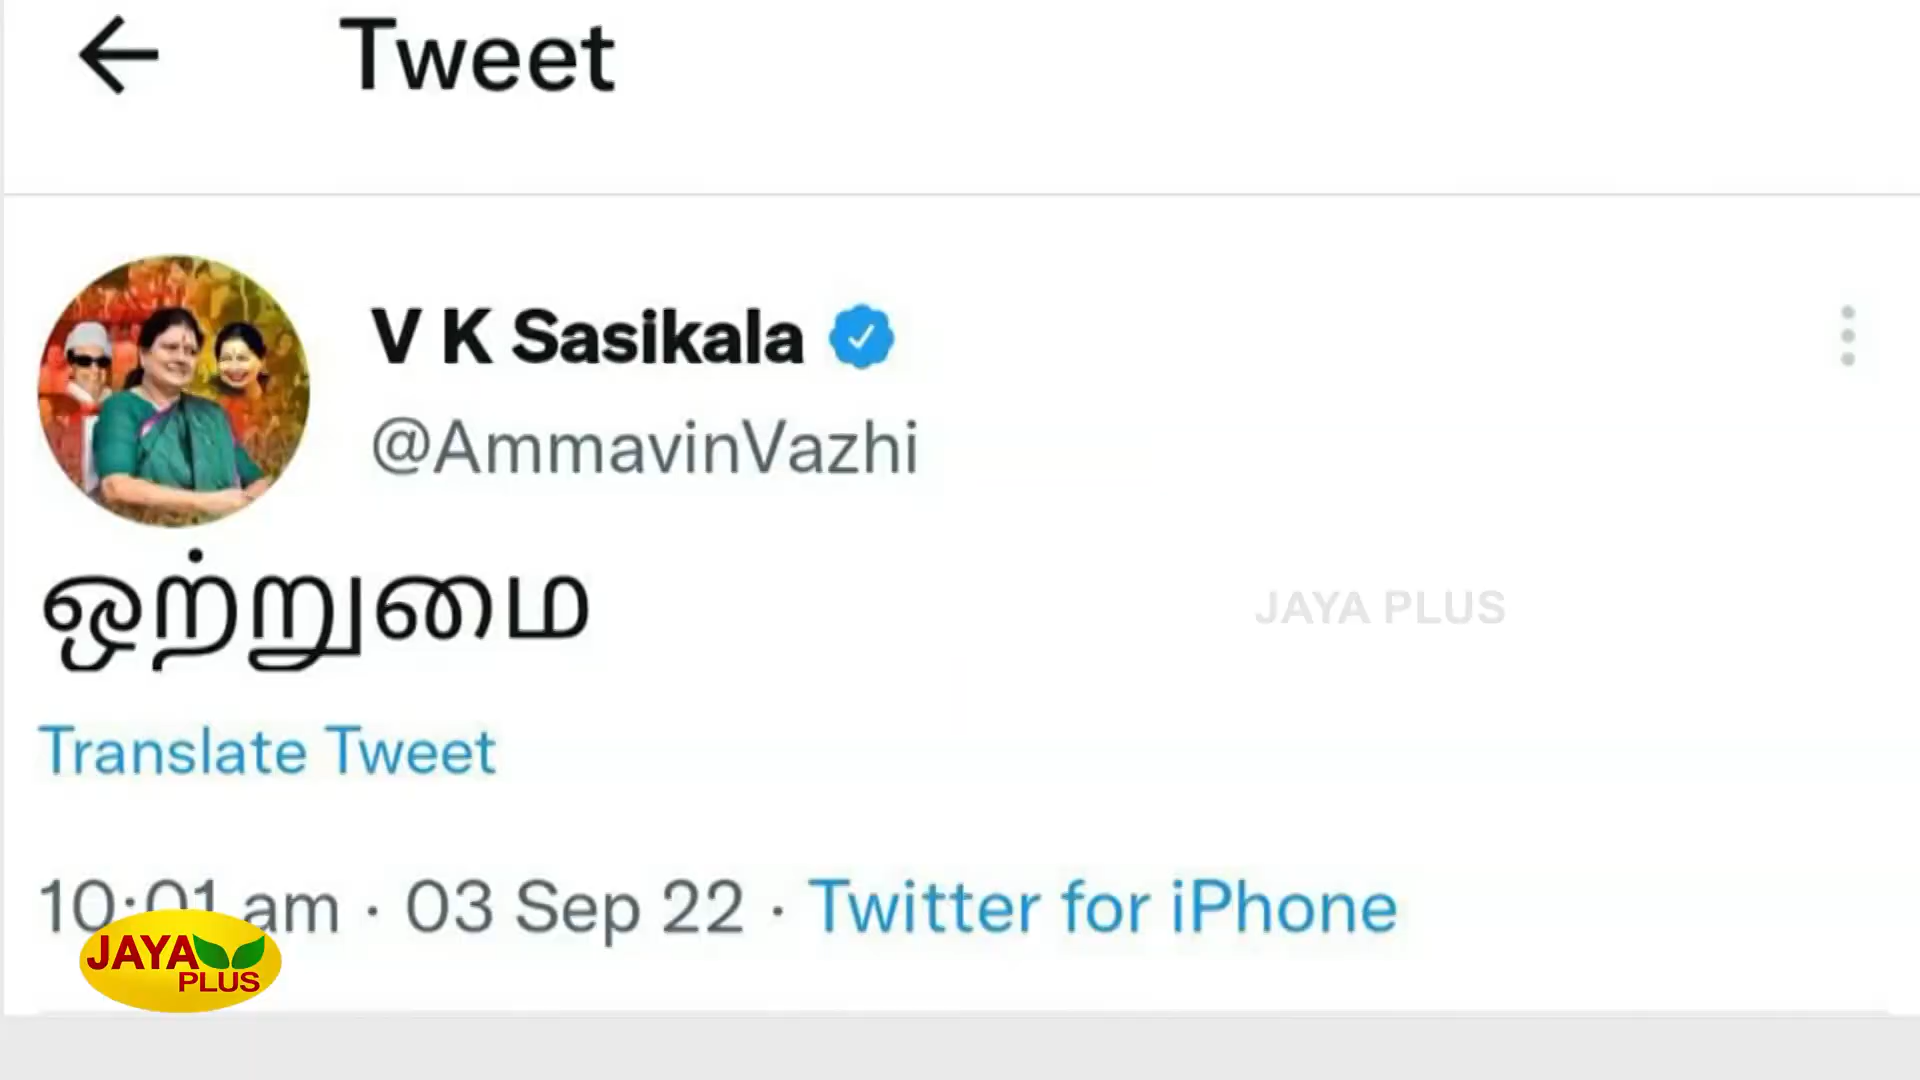 Tweet
V K Sasikala
@AmmavinVazhi
ஒற்றுமை
JAYA PLUS
Translate Tweet
10:01 am · 03 Sep 22 · Twitter for iPhone
JAYA
PLUS